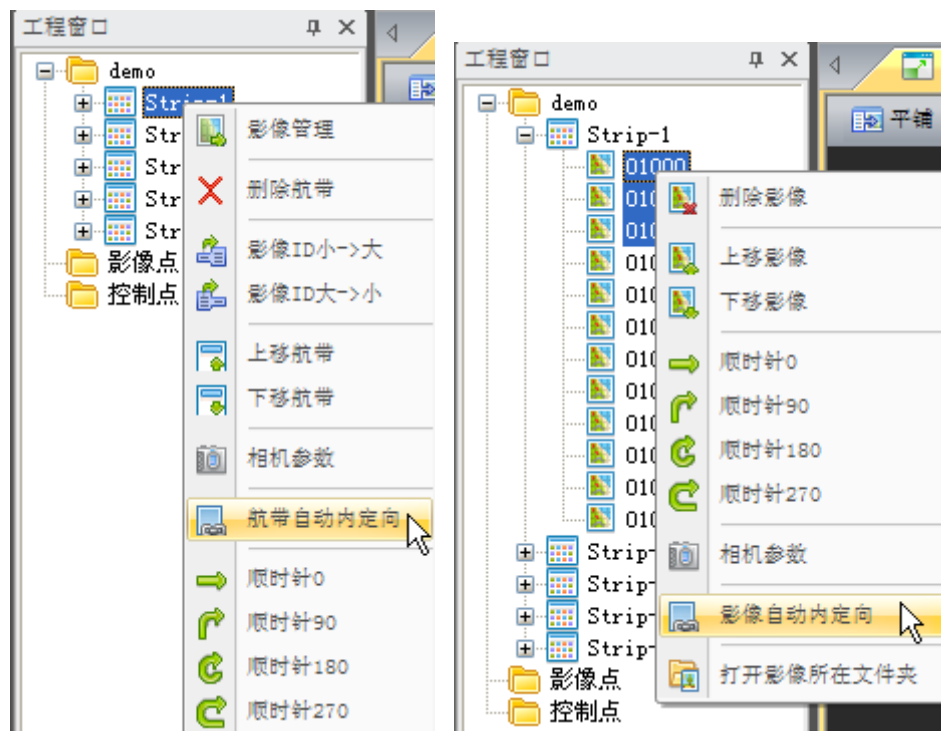 工程窗口
demo
Strip-1
Str
Str
Str
Str
影像点
控制点
影像管理
删除航带
影像ID小->大
影像ID大->小
上移航带
下移航带
相机参数
航带自动内定向
顺时针0
顺时针90
顺时针180
顺时针270
工程窗口
平铺
demo
Strip-1
01000
010
010
010
010
010
010
010
010
010
010
010
Strip-
Strip-
Strip-
Strip-
影像点
控制点
删除影像
上移影像
下移影像
顺时针0
顺时针90
顺时针180
顺时针270
相机参数
影像自动内定向
打开影像所在文件夹